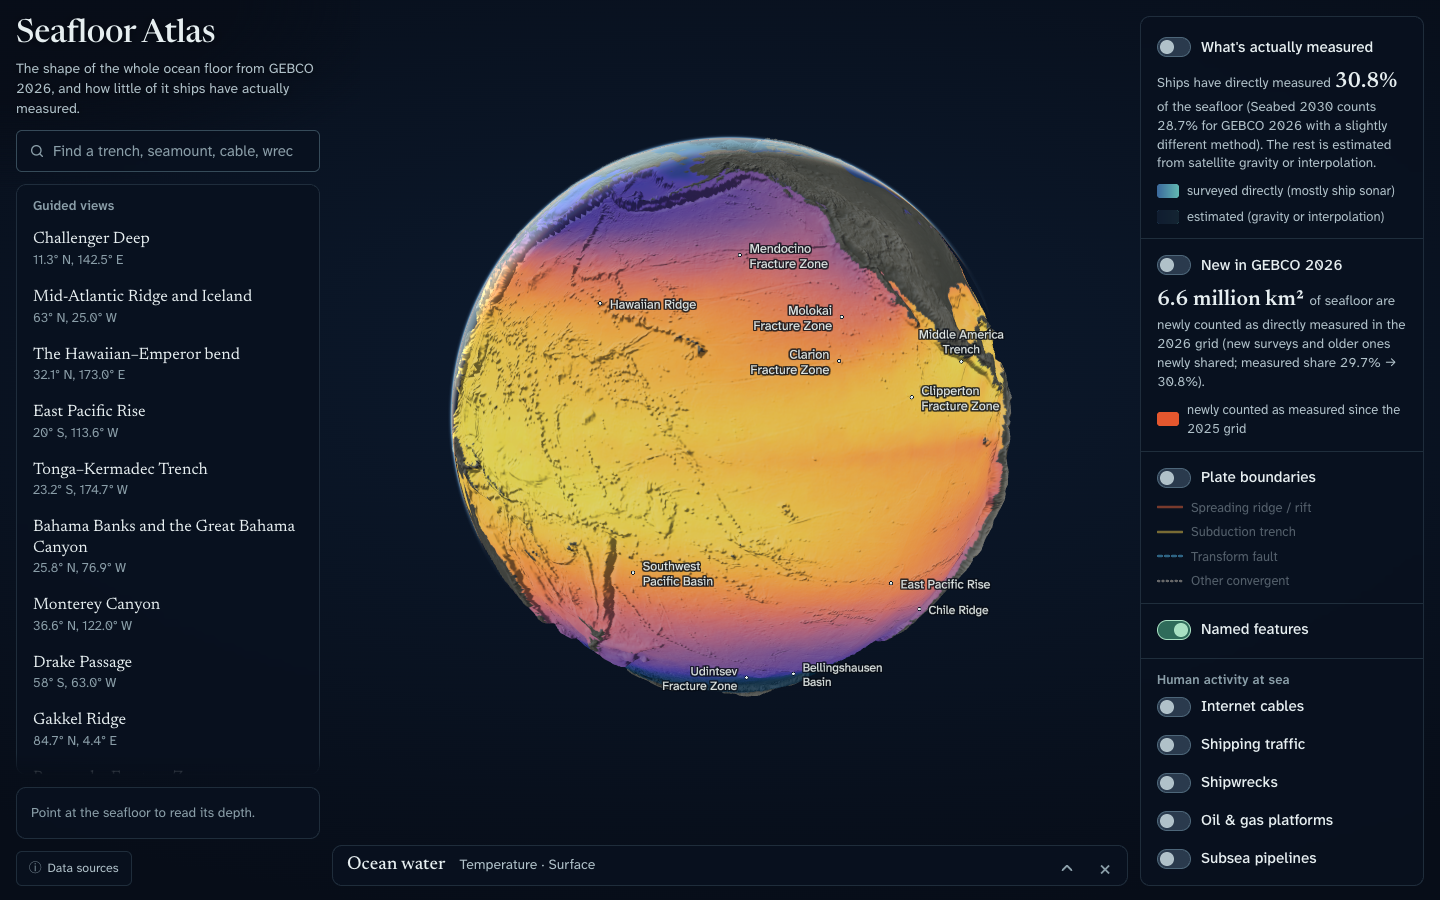 Seafloor Atlas
The shape of the whole ocean floor from GEBCO
2026, and how little of it ships have actually
measured.
Find a trench, seamount, cable, wrec
Guided views
Challenger Deep
11.3° N, 142.5° E
Mid-Atlantic Ridge and Iceland
63° N, 25.0° W
The Hawaiian–Emperor bend
32.1° N, 173.0° E
East Pacific Rise
20° S, 113.6° W
Tonga–Kermadec Trench
23.2° S, 174.7° W
Bahama Banks and the Great Bahama
Canyon
25.8° N, 76.9° W
Monterey Canyon
36.6° N, 122.0° W
Drake Passage
58° S, 63.0° W
Gakkel Ridge
84.7° N, 4.4° E
Point at the seafloor to read its depth.
Data sources
Mendocino
Fracture Zone
Hawaiian Ridge
Molokai
Fracture Zone
Middle America
Trench
Clarion
Fracture Zone
Clipperton
Fracture Zone
Southwest
Pacific Basin
East Pacific Rise
Chile Ridge
Udintsev
Fracture Zone
Bellingshausen
Basin
Ocean water Temperature · Surface
What's actually measured
Ships have directly measured 30.8%
of the seafloor (Seabed 2030 counts
28.7% for GEBCO 2026 with a slightly
different method). The rest is estimated
from satellite gravity or interpolation.
surveyed directly (mostly ship sonar)
estimated (gravity or interpolation)
New in GEBCO 2026
6.6 million km² of seafloor are
newly counted as directly measured in the
2026 grid (new surveys and older ones
newly shared; measured share 29.7% →
30.8%).
newly counted as measured since the
2025 grid
Plate boundaries
Spreading ridge / rift
Subduction trench
Transform fault
Other convergent
Named features
Human activity at sea
Internet cables
Shipping traffic
Shipwrecks
Oil & gas platforms
Subsea pipelines